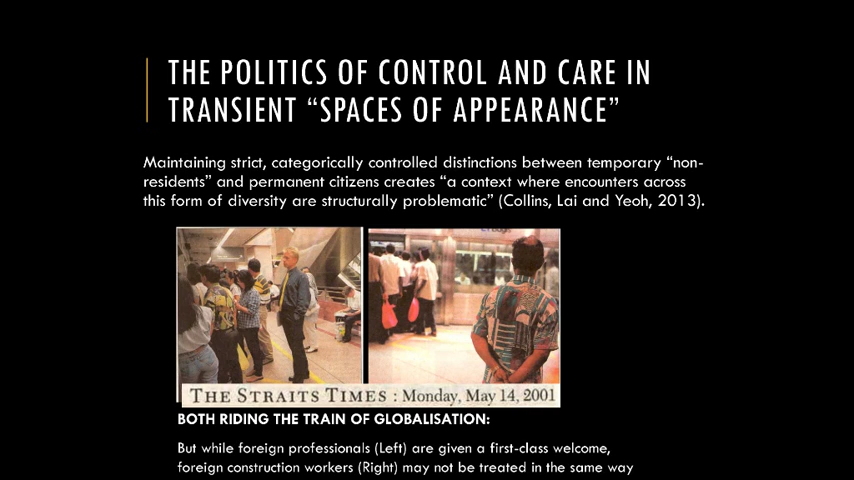 THE POLITICS OF CONTROL AND CARE IN
TRANSIENT “SPACES OF APPEARANCE”
Maintaining strict, categorically controlled distinctions between temporary “non-
residents” and permanent citizens creates “a context where encounters across
this form of diversity are structurally problematic” (Collins, Lai and Yeoh, 2013).
THE STRAITS TIMES : Monday, May 14, 2001
BOTH RIDING THE TRAIN OF GLOBALISATION:
But while foreign professionals (Left) are given a first-class welcome,
foreign construction workers (Right) may not be treated in the same way